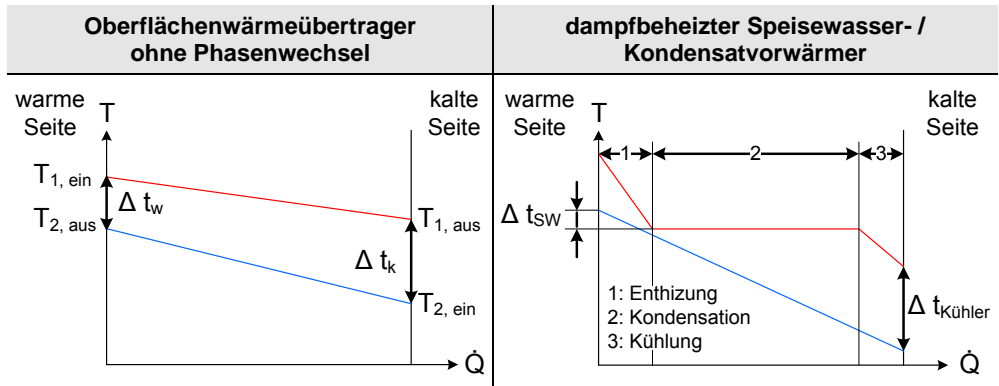 Oberflächenwärmeübertrager
ohne Phasenwechsel
dampfbeheizter Speisewasser- /
Kondensatvorwärmer
warme
Seite
T
kalte
Seite
T1, ein
Δ tw
T2, aus
T1, aus
Δ tk
T2, ein
Q̇
warme
Seite
T
kalte
Seite
1
2
3
Δ tSW
1: Enthizung
2: Kondensation
3: Kühlung
Δ tKühler
Q̇